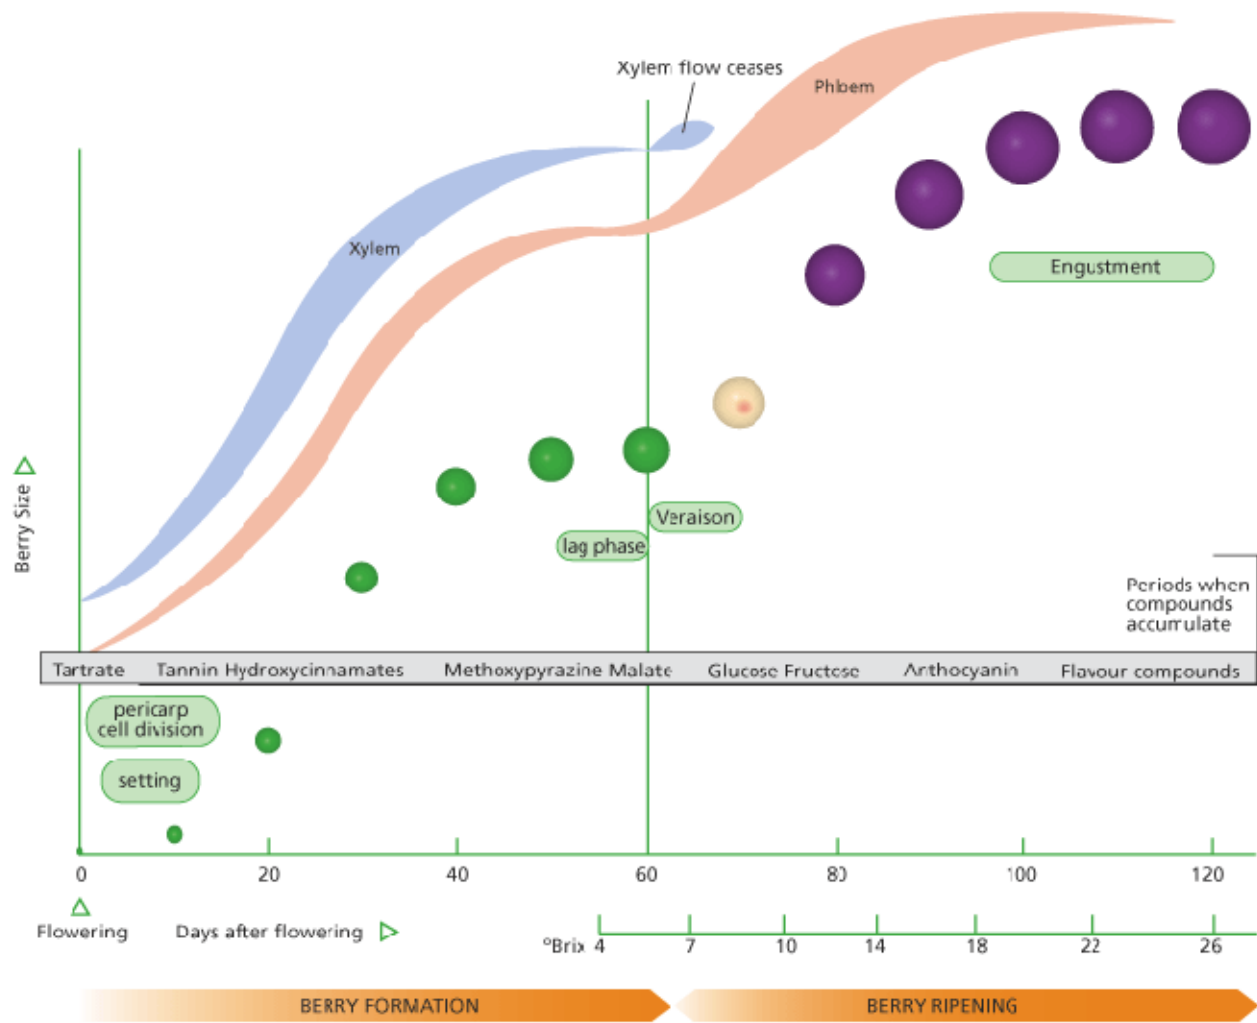 Xylem flow ceases
Phloem
Xylem
Engustment
Berry Size
Veraison
lag phase
Periods when
compounds
accumulate
Tartrate Tannin Hydroxycinnamates Methoxypyrazine Malate Glucose Fructose Anthocyanin Flavour compounds
pericarp
cell division
setting
0 20 40 60 80 100 120
Flowering Days after flowering
°Brix 4 7 10 14 18 22 26
BERRY FORMATION BERRY RIPENING